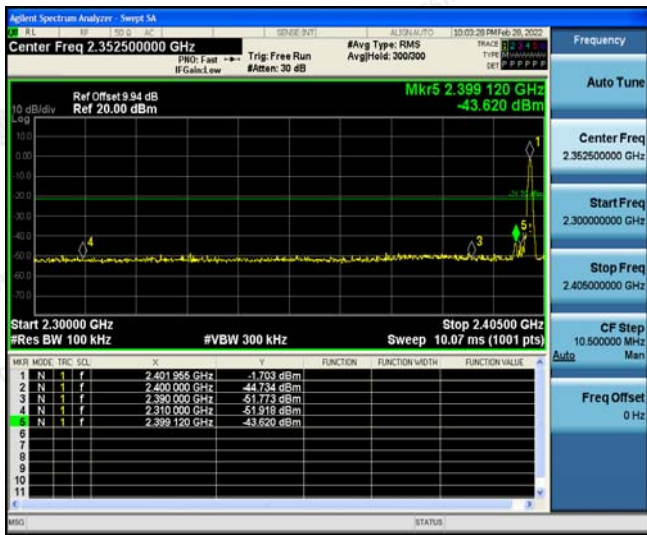 Agilent Spectrum Analyzer - Swept SA
RL RF 50 Ω AC SENSE:INT ALIGN AUTO 10:03:28 PM Feb 28, 2022
Center Freq 2.352500000 GHz #Avg Type: RMS TRACE 1 2 3 4 5 6
PNO: Fast Trig: Free Run Avg|Hold: 300/300 TYPE
IFGain:Low #Atten: 30 dB DET P P P P P P
Frequency
Auto Tune
Center Freq
2.352500000 GHz
Start Freq
2.300000000 GHz
Stop Freq
2.405000000 GHz
CF Step
10.500000 MHz
Auto Man
Freq Offset
0 Hz
Mkr5 2.399 120 GHz
-43.620 dBm
Ref Offset 9.94 dB
10 dB/div Ref 20.00 dBm
Log
10.0
0.00
-10.0
-20.0
-30.0
-40.0
-50.0
-60.0
-70.0
1
4
3
5
Start 2.30000 GHz Stop 2.40500 GHz
#Res BW 100 kHz #VBW 300 kHz Sweep 10.07 ms (1001 pts)
MKR MODE TRC SCL X Y FUNCTION FUNCTION WIDTH FUNCTION VALUE
1 N 1 f 2.401 955 GHz -1.703 dBm
2 N 1 f 2.400 000 GHz -44.734 dBm
3 N 1 f 2.390 000 GHz -51.773 dBm
4 N 1 f 2.310 000 GHz -51.918 dBm
5 N 1 f 2.399 120 GHz -43.620 dBm
6
7
8
9
10
11
MSG STATUS